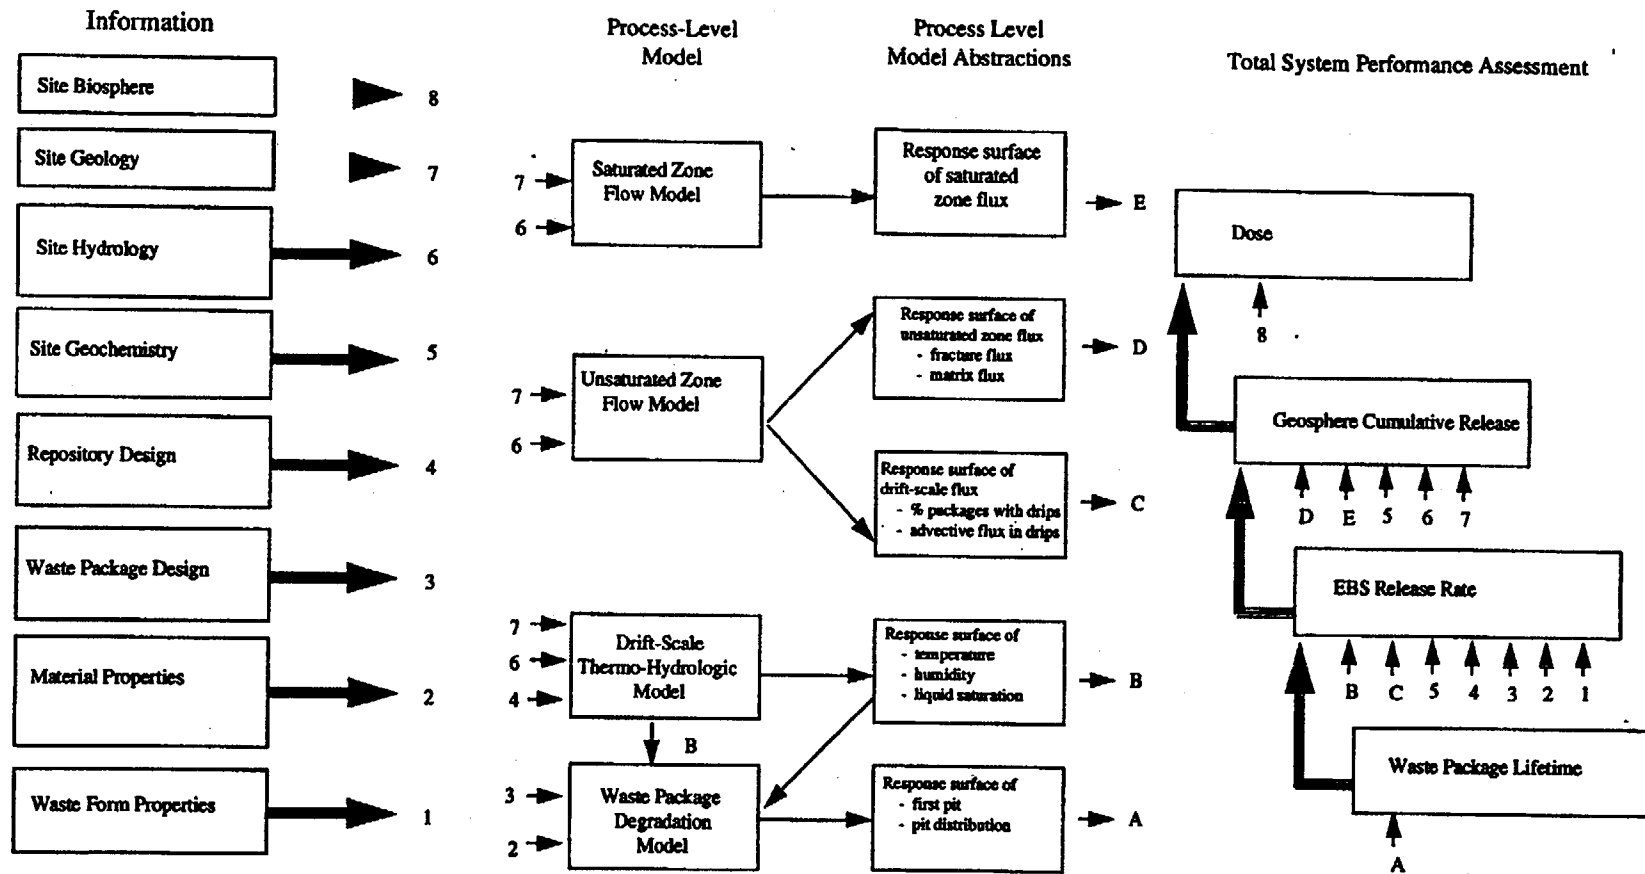 Information
Site Biosphere
8
Site Geology
7
Site Hydrology
6
Site Geochemistry
5
Repository Design
4
Waste Package Design
3
Material Properties
2
Waste Form Properties
1
Process-Level
Model
7
6
Saturated Zone
Flow Model
7
6
Unsaturated Zone
Flow Model
7
6
4
Drift-Scale
Thermo-Hydrologic
Model
B
3
2
Waste Package
Degradation
Model
Process Level
Model Abstractions
Response surface
of saturated
zone flux
E
Response surface of
unsaturated zone flux
- fracture flux
- matrix flux
D
Response surface of
drift-scale flux
- % packages with drips
- advective flux in drips
C
Response surface of
- temperature
- humidity
- liquid saturation
B
Response surface of
- first pit
- pit distribution
A
Total System Performance Assessment
Dose
8
Geosphere Cumulative Release
D E 5 6 7
EBS Release Rate
B C 5 4 3 2 1
Waste Package Lifetime
A